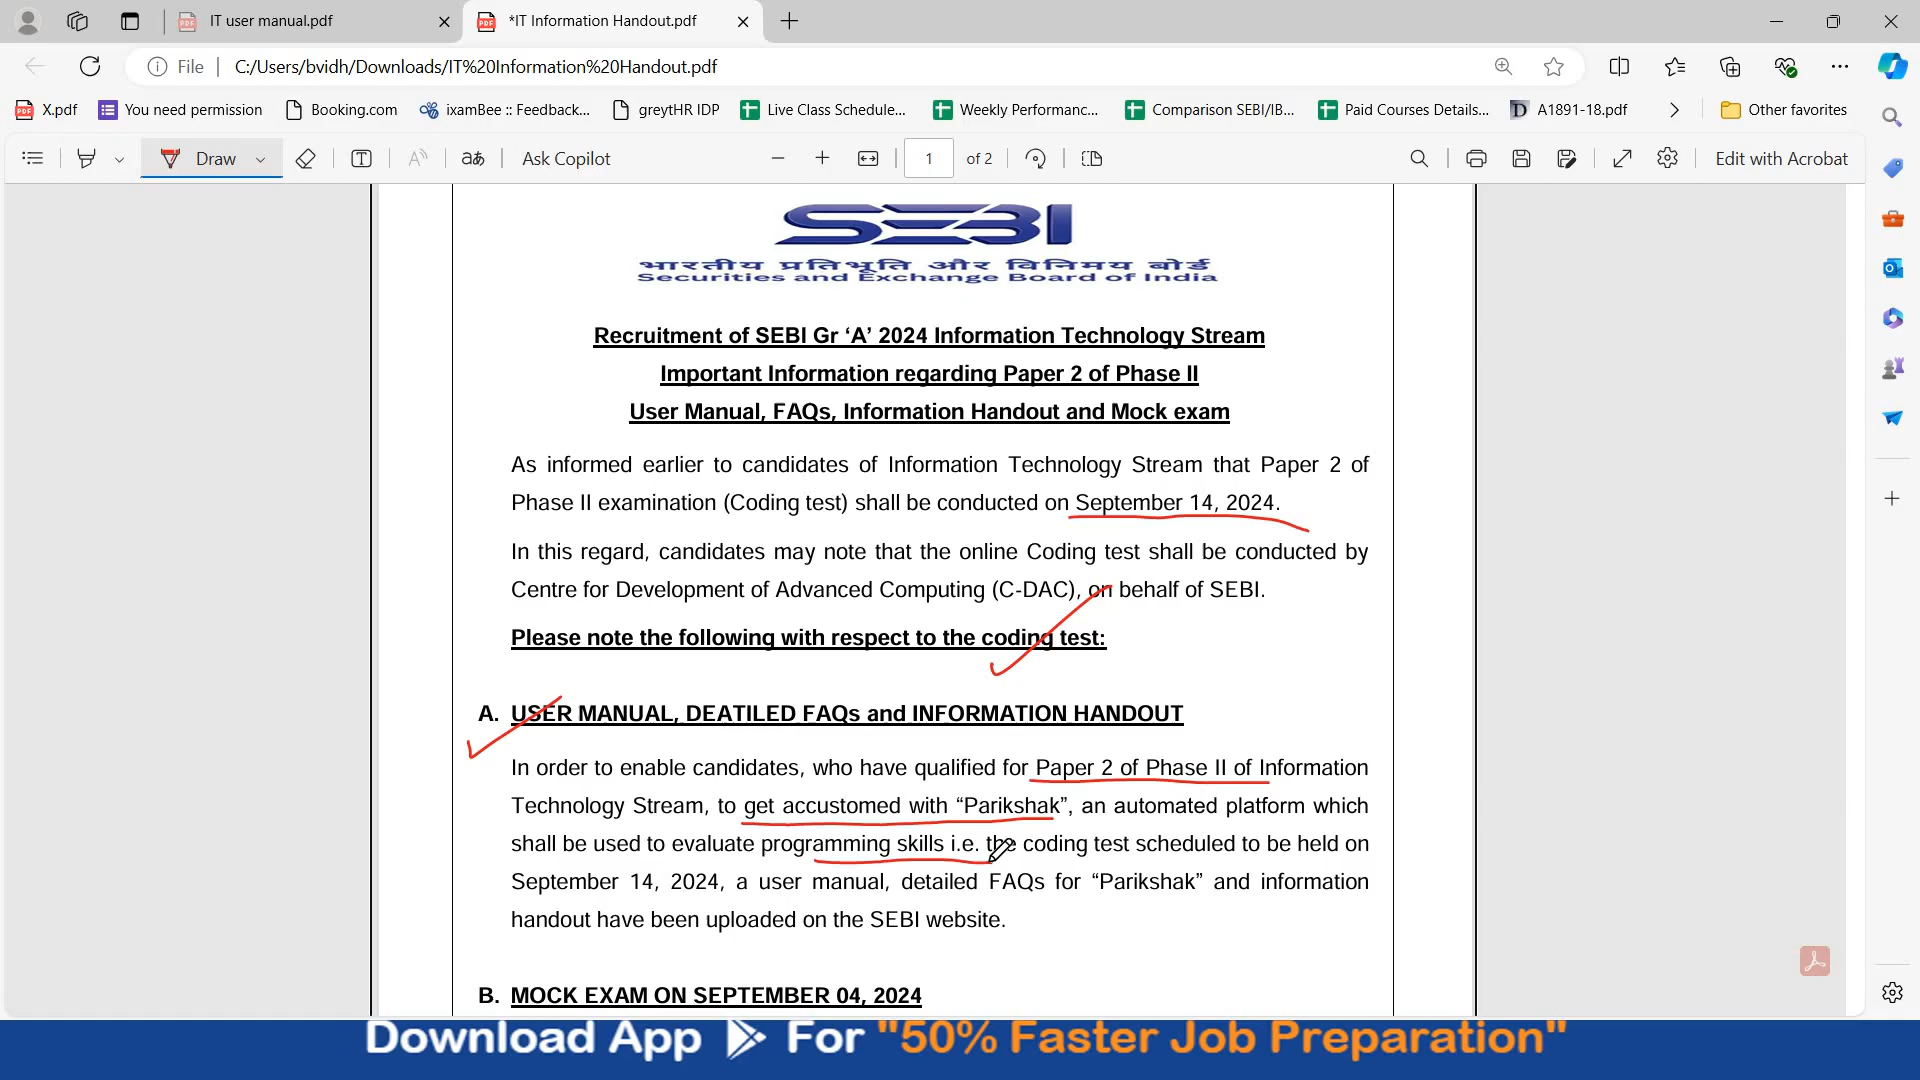 IT user manual.pdf
*IT Information Handout.pdf
File
C:/Users/bvidh/Downloads/IT%20Information%20Handout.pdf
X.pdf
You need permission
Booking.com
ixamBee :: Feedback...
greytHR IDP
Live Class Schedule...
Weekly Performanc...
Comparison SEBI/IB...
Paid Courses Details...
A1891-18.pdf
Other favorites
Draw
Ask Copilot
1 of 2
Edit with Acrobat
SEBI
भारतीय प्रतिभूति और विनिमय बोर्ड
Securities and Exchange Board of India
Recruitment of SEBI Gr ‘A’ 2024 Information Technology Stream
Important Information regarding Paper 2 of Phase II
User Manual, FAQs, Information Handout and Mock exam
As informed earlier to candidates of Information Technology Stream that Paper 2 of
Phase II examination (Coding test) shall be conducted on September 14, 2024.
In this regard, candidates may note that the online Coding test shall be conducted by
Centre for Development of Advanced Computing (C-DAC), on behalf of SEBI.
Please note the following with respect to the coding test:
A. USER MANUAL, DEATILED FAQs and INFORMATION HANDOUT
In order to enable candidates, who have qualified for Paper 2 of Phase II of Information
Technology Stream, to get accustomed with “Parikshak”, an automated platform which
shall be used to evaluate programming skills i.e. the coding test scheduled to be held on
September 14, 2024, a user manual, detailed FAQs for “Parikshak” and information
handout have been uploaded on the SEBI website.
B. MOCK EXAM ON SEPTEMBER 04, 2024
Download App For "50% Faster Job Preparation"